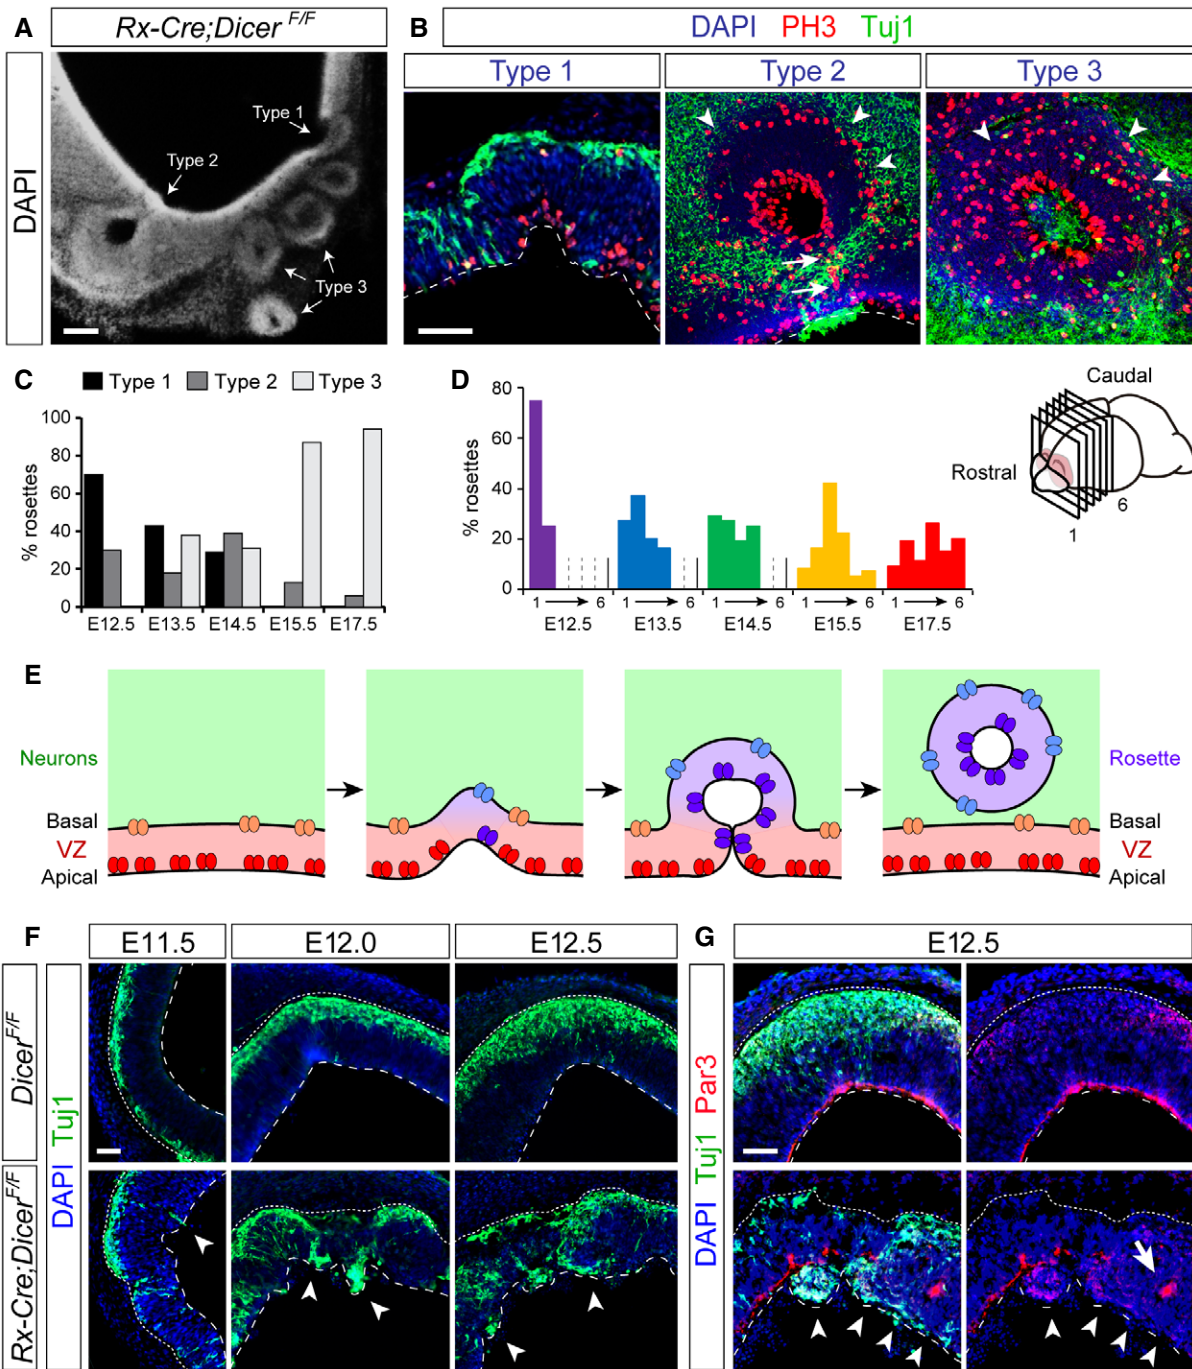 A
Rx-Cre;Dicer F/F
DAPI
Type 1
Type 2
Type 3
B
DAPI PH3 Tuj1
Type 1
Type 2
Type 3
C
Type 1 Type 2 Type 3
% rosettes
100
80
60
40
20
0
E12.5 E13.5 E14.5 E15.5 E17.5
D
% rosettes
80
60
40
20
0
1 6 1 6 1 6 1 6 1 6
E12.5 E13.5 E14.5 E15.5 E17.5
Caudal
Rostral
6
1
E
Neurons
Basal
VZ
Apical
Rosette
Basal
VZ
Apical
F
E11.5 E12.0 E12.5
DicerF/F
Rx-Cre;DicerF/F
DAPI Tuj1
G
E12.5
DAPI Tuj1 Par3